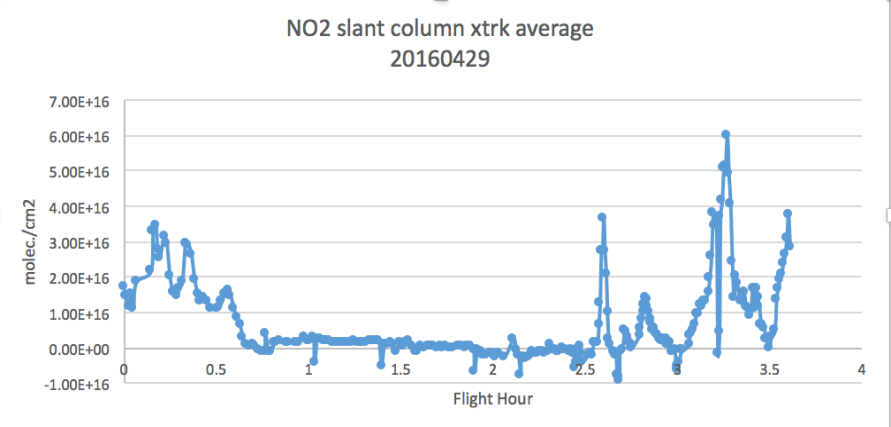 NO2 slant column xtrk average
20160429
7.00E+16
6.00E+16
5.00E+16
4.00E+16
3.00E+16
2.00E+16
1.00E+16
0.00E+00
-1.00E+16
molec./cm2
0 0.5 1 1.5 2 2.5 3 3.5 4
Flight Hour